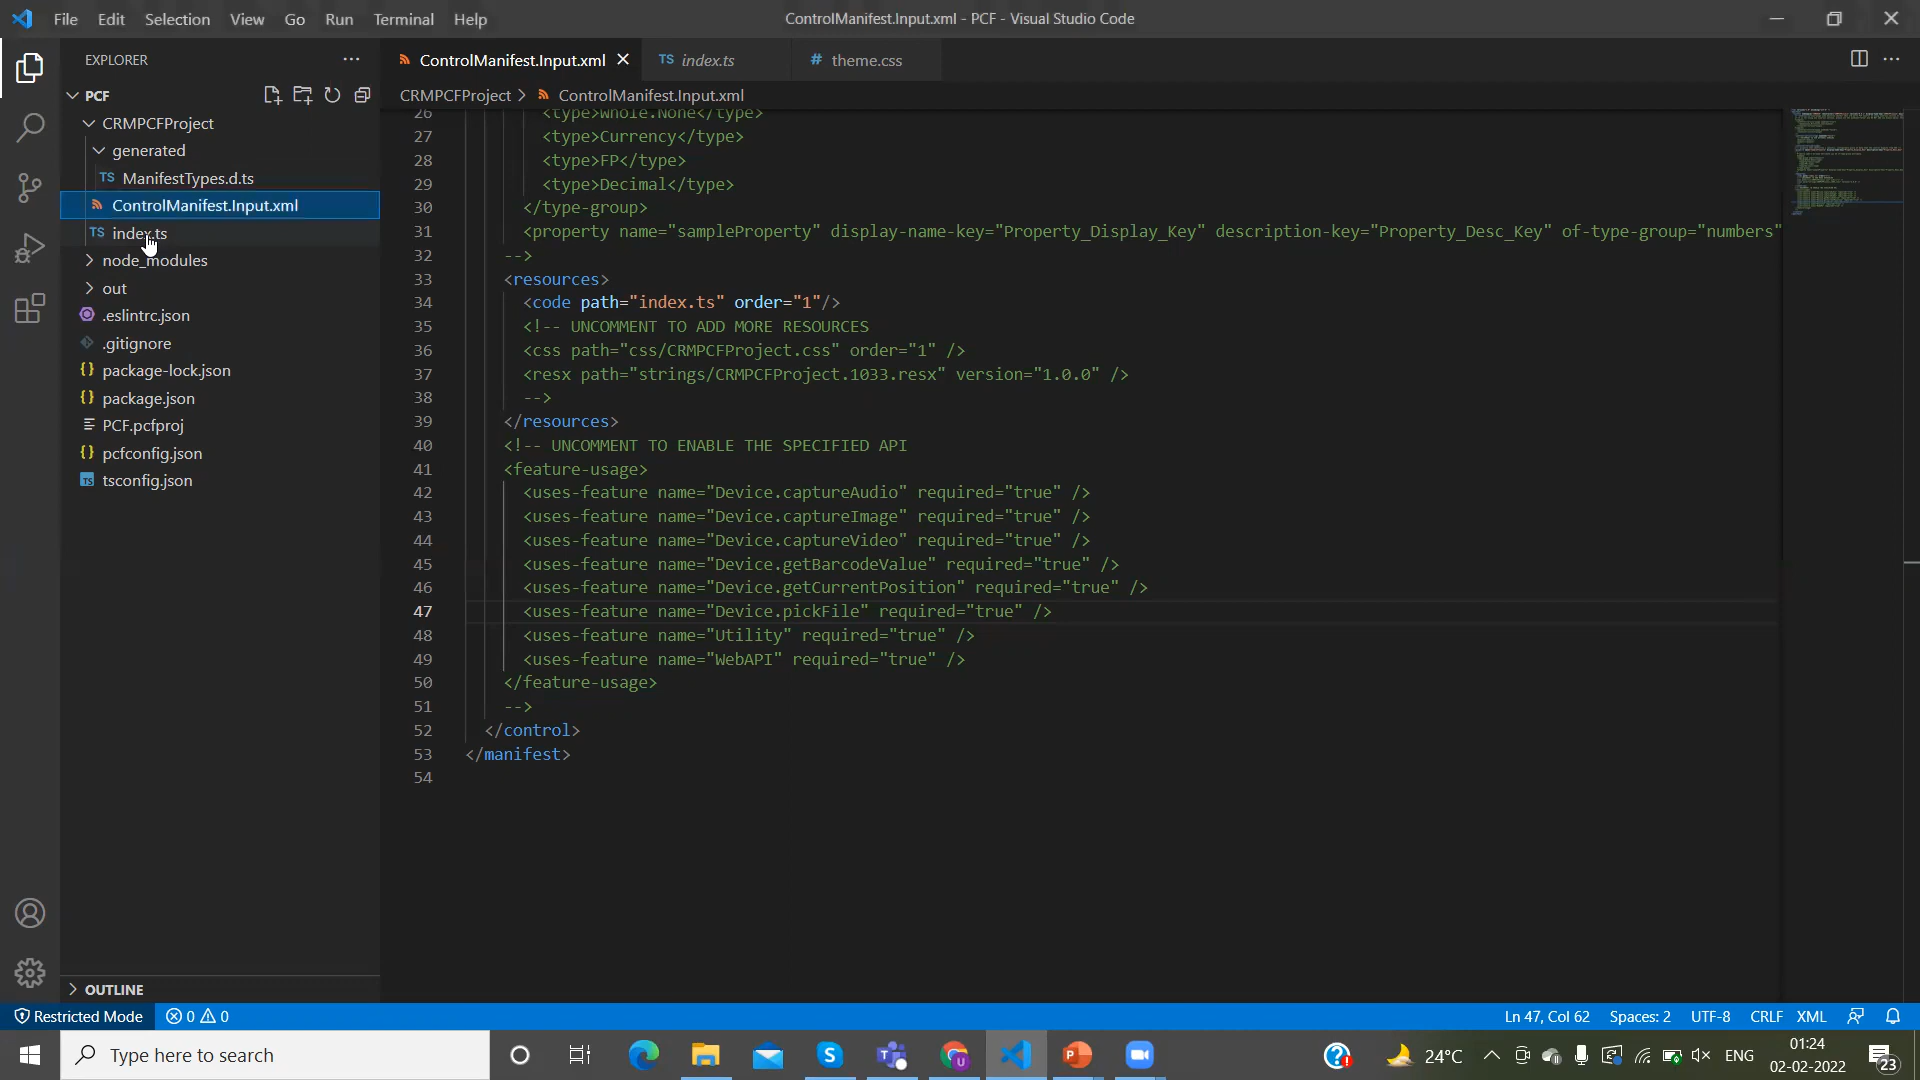 File Edit Selection View Go Run Terminal Help
ControlManifest.Input.xml - PCF - Visual Studio Code
EXPLORER
PCF
CRMPCFProject
generated
TS ManifestTypes.d.ts
ControlManifest.Input.xml
TS index.ts
node_modules
out
.eslintrc.json
.gitignore
{} package-lock.json
{} package.json
PCF.pcfproj
{} pcfconfig.json
TS tsconfig.json
OUTLINE
ControlManifest.Input.xml
TS index.ts
# theme.css
CRMPCFProject > ControlManifest.Input.xml
26 <type>Whole.None</type>
27 <type>Currency</type>
28 <type>FP</type>
29 <type>Decimal</type>
30 </type-group>
31 <property name="sampleProperty" display-name-key="Property_Display_Key" description-key="Property_Desc_Key" of-type-group="numbers"
32 -->
33 <resources>
34 <code path="index.ts" order="1"/>
35 <!-- UNCOMMENT TO ADD MORE RESOURCES
36 <css path="css/CRMPCFProject.css" order="1" />
37 <resx path="strings/CRMPCFProject.1033.resx" version="1.0.0" />
38 -->
39 </resources>
40 <!-- UNCOMMENT TO ENABLE THE SPECIFIED API
41 <feature-usage>
42 <uses-feature name="Device.captureAudio" required="true" />
43 <uses-feature name="Device.captureImage" required="true" />
44 <uses-feature name="Device.captureVideo" required="true" />
45 <uses-feature name="Device.getBarcodeValue" required="true" />
46 <uses-feature name="Device.getCurrentPosition" required="true" />
47 <uses-feature name="Device.pickFile" required="true" />
48 <uses-feature name="Utility" required="true" />
49 <uses-feature name="WebAPI" required="true" />
50 </feature-usage>
51 -->
52 </control>
53 </manifest>
54
Restricted Mode 0 0
Ln 47, Col 62 Spaces: 2 UTF-8 CRLF XML
Type here to search
24°C
ENG
01:24
02-02-2022
23